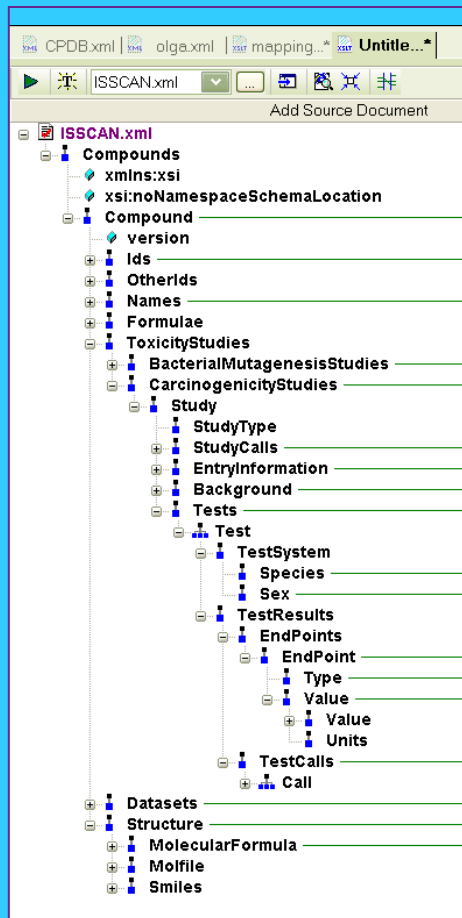 CPDB.xml olga.xml mapping...* Untitle...*
ISSCAN.xml ...
Add Source Document
ISSCAN.xml
Compounds
xmlns:xsi
xsi:noNamespaceSchemaLocation
Compound
version
Ids
OtherIds
Names
Formulae
ToxicityStudies
BacterialMutagenesisStudies
CarcinogenicityStudies
Study
StudyType
StudyCalls
EntryInformation
Background
Tests
Test
TestSystem
Species
Sex
TestResults
EndPoints
EndPoint
Type
Value
Value
Units
TestCalls
Call
Datasets
Structure
MolecularFormula
Molfile
Smiles